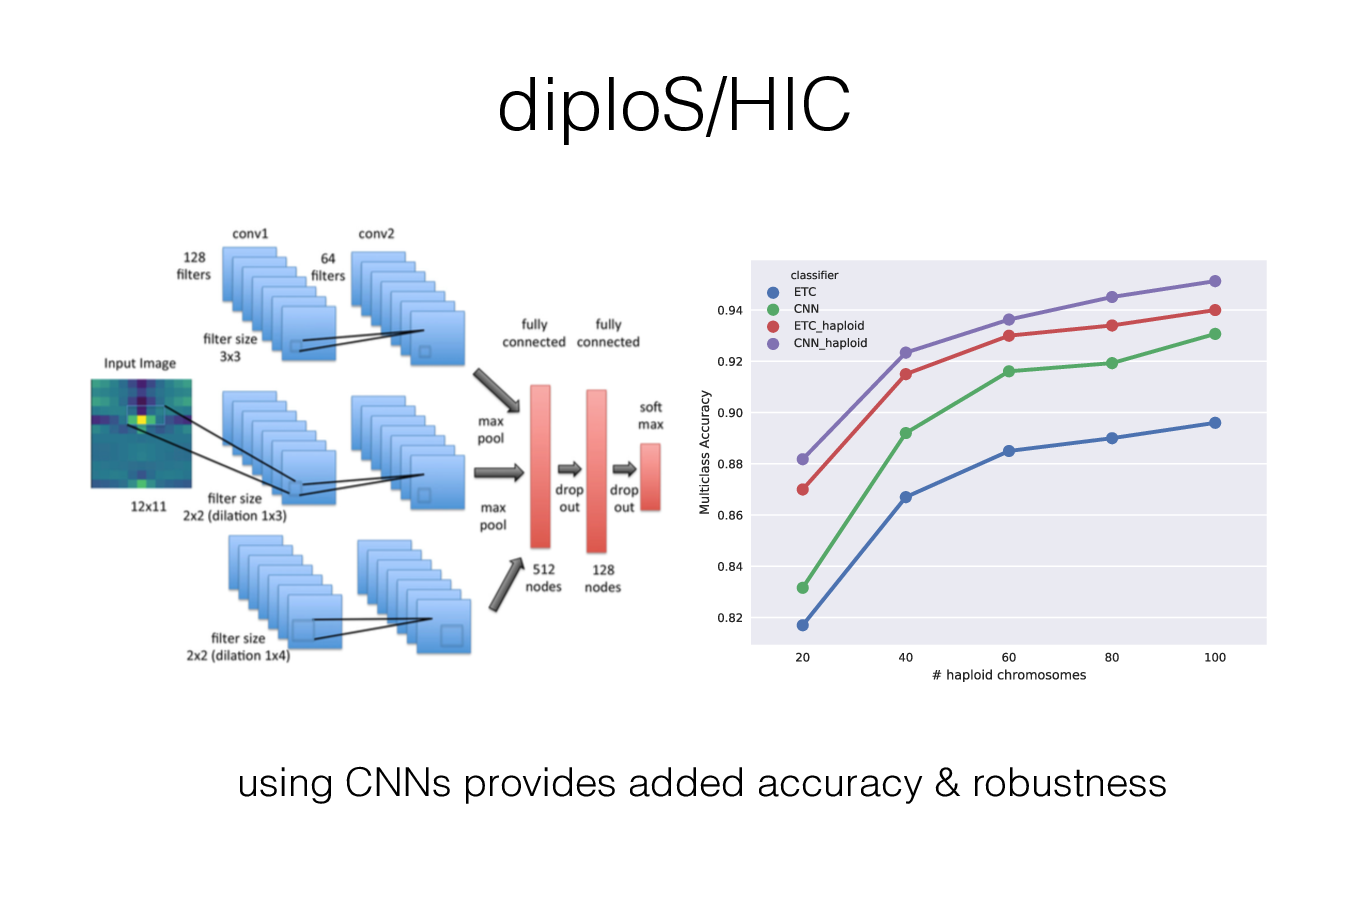 diploS/HIC
conv1
conv2
128
filters
64
filters
filter size
3x3
fully
connected
fully
connected
Input Image
soft
max
max
pool
12x11
filter size
2x2 (dilation 1x3)
max
pool
drop
out
drop
out
512
nodes
128
nodes
filter size
2x2 (dilation 1x4)
classifier
ETC
CNN
ETC_haploid
CNN_haploid
Multiclass Accuracy
0.94
0.92
0.90
0.88
0.86
0.84
0.82
20 40 60 80 100
# haploid chromosomes
using CNNs provides added accuracy & robustness